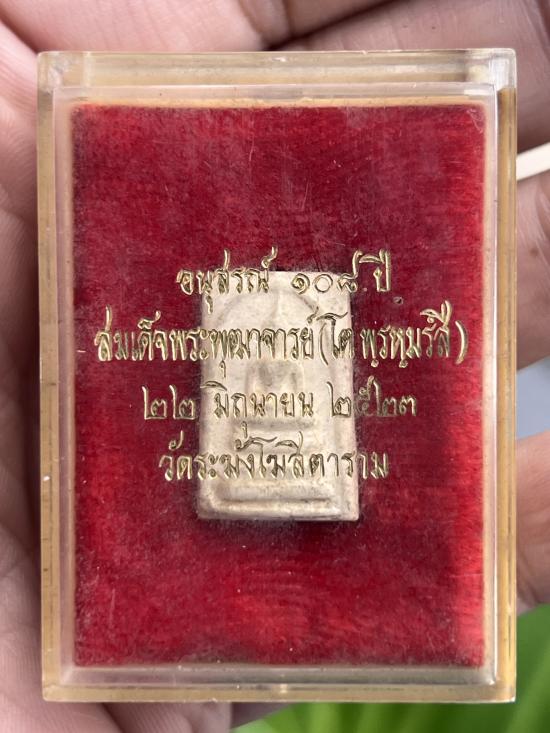 อนุสรณ์ ๑๐๘ ปี
สมเด็จพระพุฒาจารย์ (โต พฺรหฺมรํสี)
๒๒ มิถุนายน ๒๕๒๓
วัดระฆังโฆสิตาราม